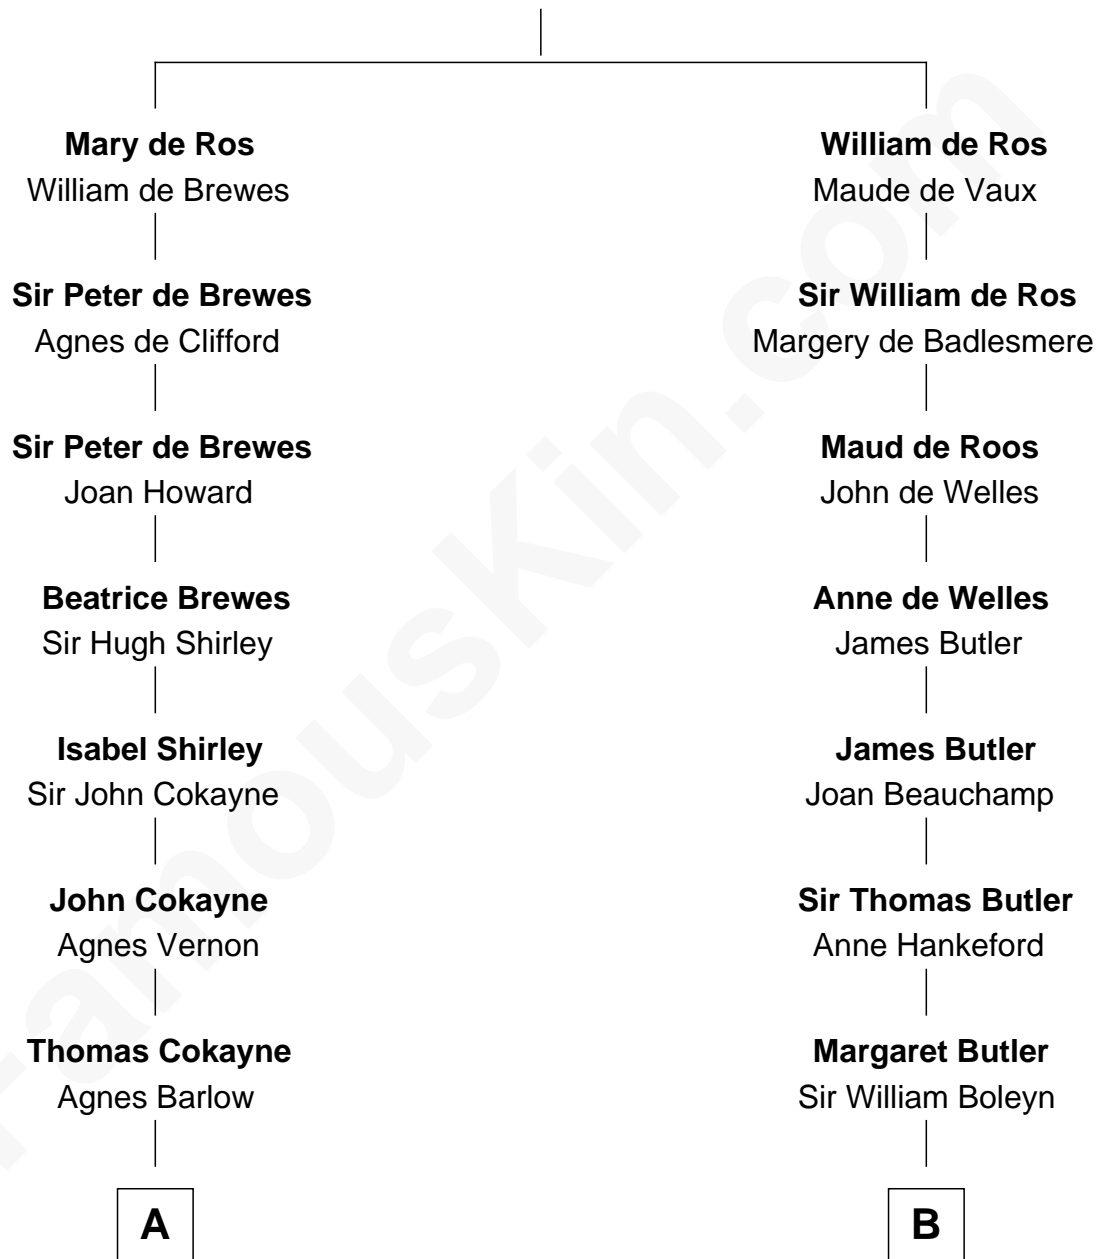 Mary de Ros
William de Brewes
Sir Peter de Brewes
Agnes de Clifford
Sir Peter de Brewes
Joan Howard
Beatrice Brewes
Sir Hugh Shirley
Isabel Shirley
Sir John Cokayne
John Cokayne
Agnes Vernon
Thomas Cokayne
Agnes Barlow
A
William de Ros
Maude de Vaux
Sir William de Ros
Margery de Badlesmere
Maud de Roos
John de Welles
Anne de Welles
James Butler
James Butler
Joan Beauchamp
Sir Thomas Butler
Anne Hankeford
Margaret Butler
Sir William Boleyn
B
FamousKin.com